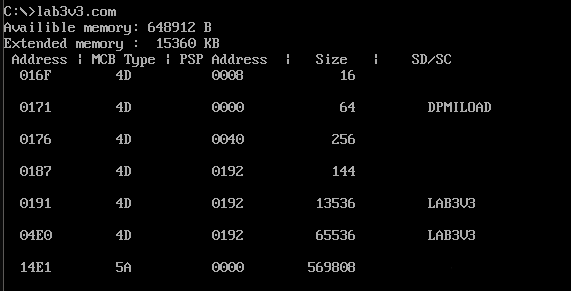 C:\>lab3v3.com
Availible memory: 648912 B
Extended memory :  15360 KB
Address | MCB Type | PSP Address  |   Size   |    SD/SC
016F 4D 0008 16
0171 4D 0000 64 DPMILOAD
0176 4D 0040 256
0187 4D 0192 144
0191 4D 0192 13536 LAB3V3
04E0 4D 0192 65536 LAB3V3
14E1 5A 0000 569808